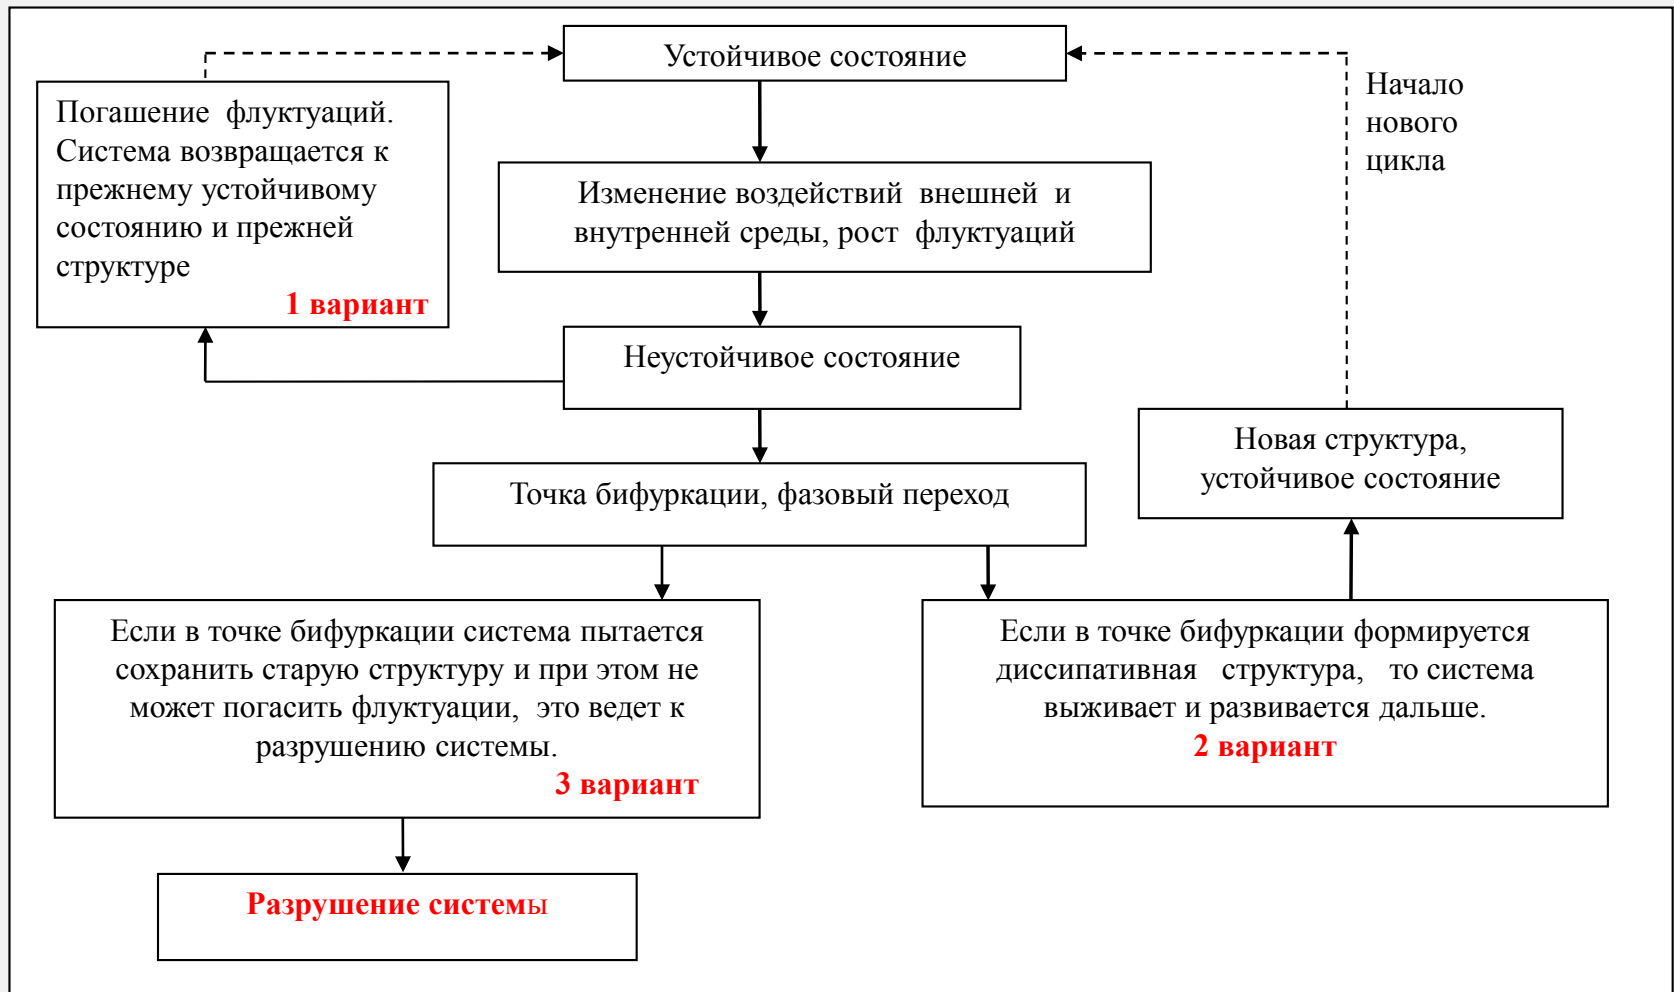 Устойчивое состояние
Начало
нового
цикла
Погашение флуктуаций.
Система возвращается к
прежнему устойчивому
состоянию и прежней
структуре
1 вариант
Изменение воздействий внешней и
внутренней среды, рост флуктуаций
Неустойчивое состояние
Новая структура,
устойчивое состояние
Точка бифуркации, фазовый переход
Если в точке бифуркации система пытается
сохранить старую структуру и при этом не
может погасить флуктуации, это ведет к
разрушению системы.
3 вариант
Если в точке бифуркации формируется
диссипативная структура, то система
выживает и развивается дальше.
2 вариант
Разрушение системы